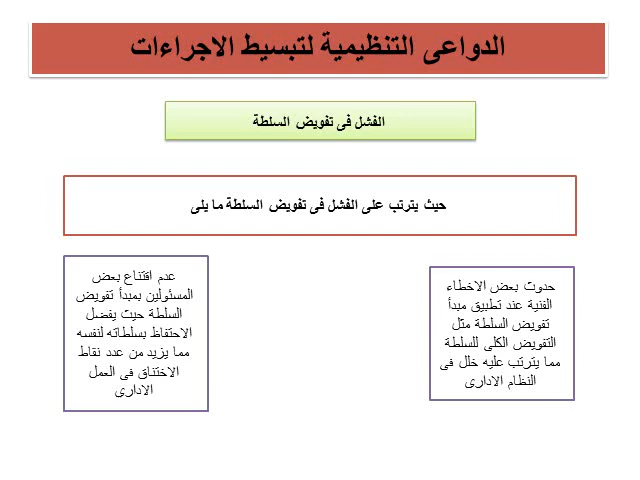 الدواعى التنظيمية لتبسيط الاجراءات
الفشل فى تفويض السلطة
حيث يترتب على الفشل فى تفويض السلطة ما يلى
حدوث بعض الاخطاء
الفنية عند تطبيق مبدأ
تفويض السلطة مثل
التفويض الكلى للسلطة
مما يترتب عليه خلل فى
النظام الادارى
عدم اقتناع بعض
المسئولين بمبدأ تفويض
السلطة حيث يفضل
الاحتفاظ بسلطاته لنفسه
مما يزيد من عدد نقاط
الاختناق فى العمل
الادارى